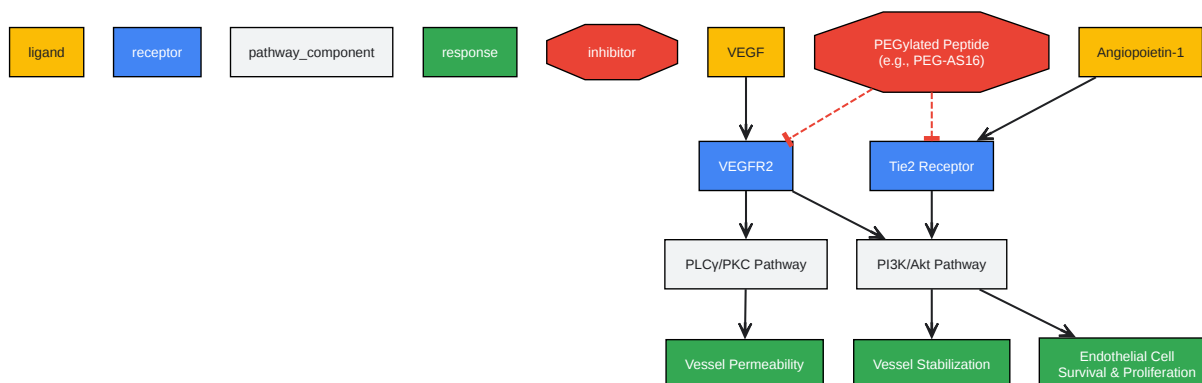 ligand
receptor
pathway_component
response
inhibitor
VEGF
PEGylated Peptide
(e.g., PEG-AS16)
Angiopoietin-1
VEGFR2
Tie2 Receptor
PLCγ/PKC Pathway
PI3K/Akt Pathway
Vessel Permeability
Vessel Stabilization
Endothelial Cell
Survival & Proliferation